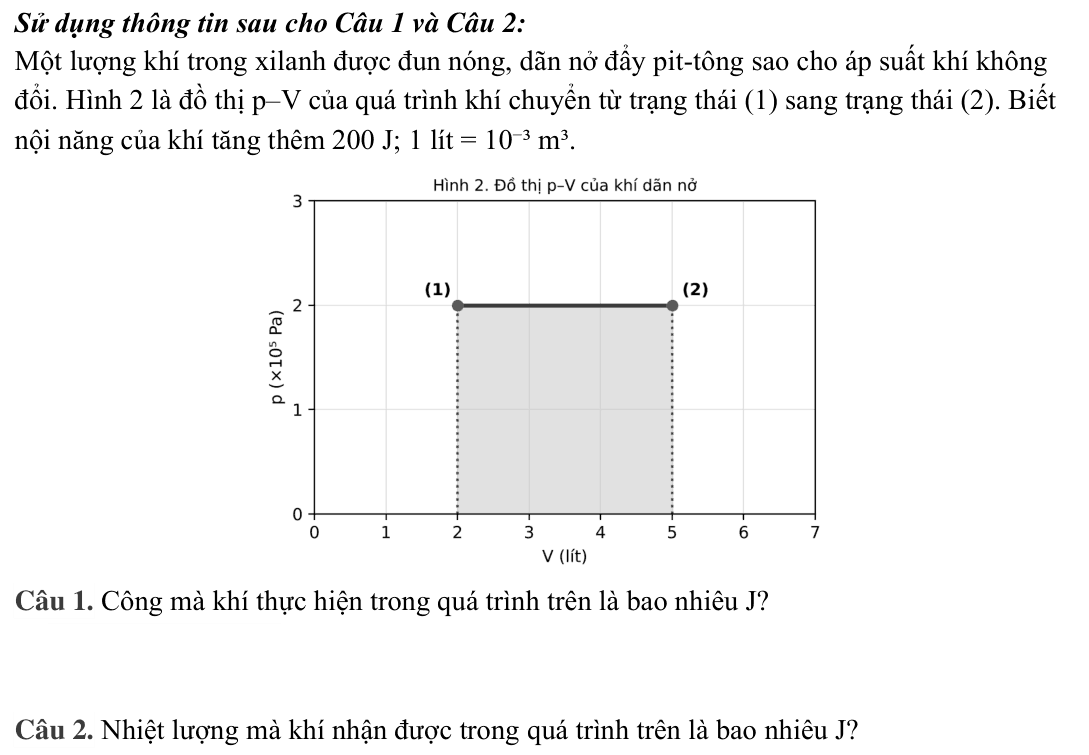 Sử dụng thông tin sau cho Câu 1 và Câu 2:
Một lượng khí trong xilanh được đun nóng, dãn nở đẩy pit-tông sao cho áp suất khí không
đổi. Hình 2 là đồ thị p–V của quá trình khí chuyển từ trạng thái (1) sang trạng thái (2). Biết
nội năng của khí tăng thêm 200 J; 1 lít = 10⁻³ m³.
Hình 2. Đồ thị p–V của khí dãn nở
3
(1)
(2)
2
p (×10⁵ Pa)
1
0
0 1 2 3 4 5 6 7
V (lít)
Câu 1. Công mà khí thực hiện trong quá trình trên là bao nhiêu J?
Câu 2. Nhiệt lượng mà khí nhận được trong quá trình trên là bao nhiêu J?